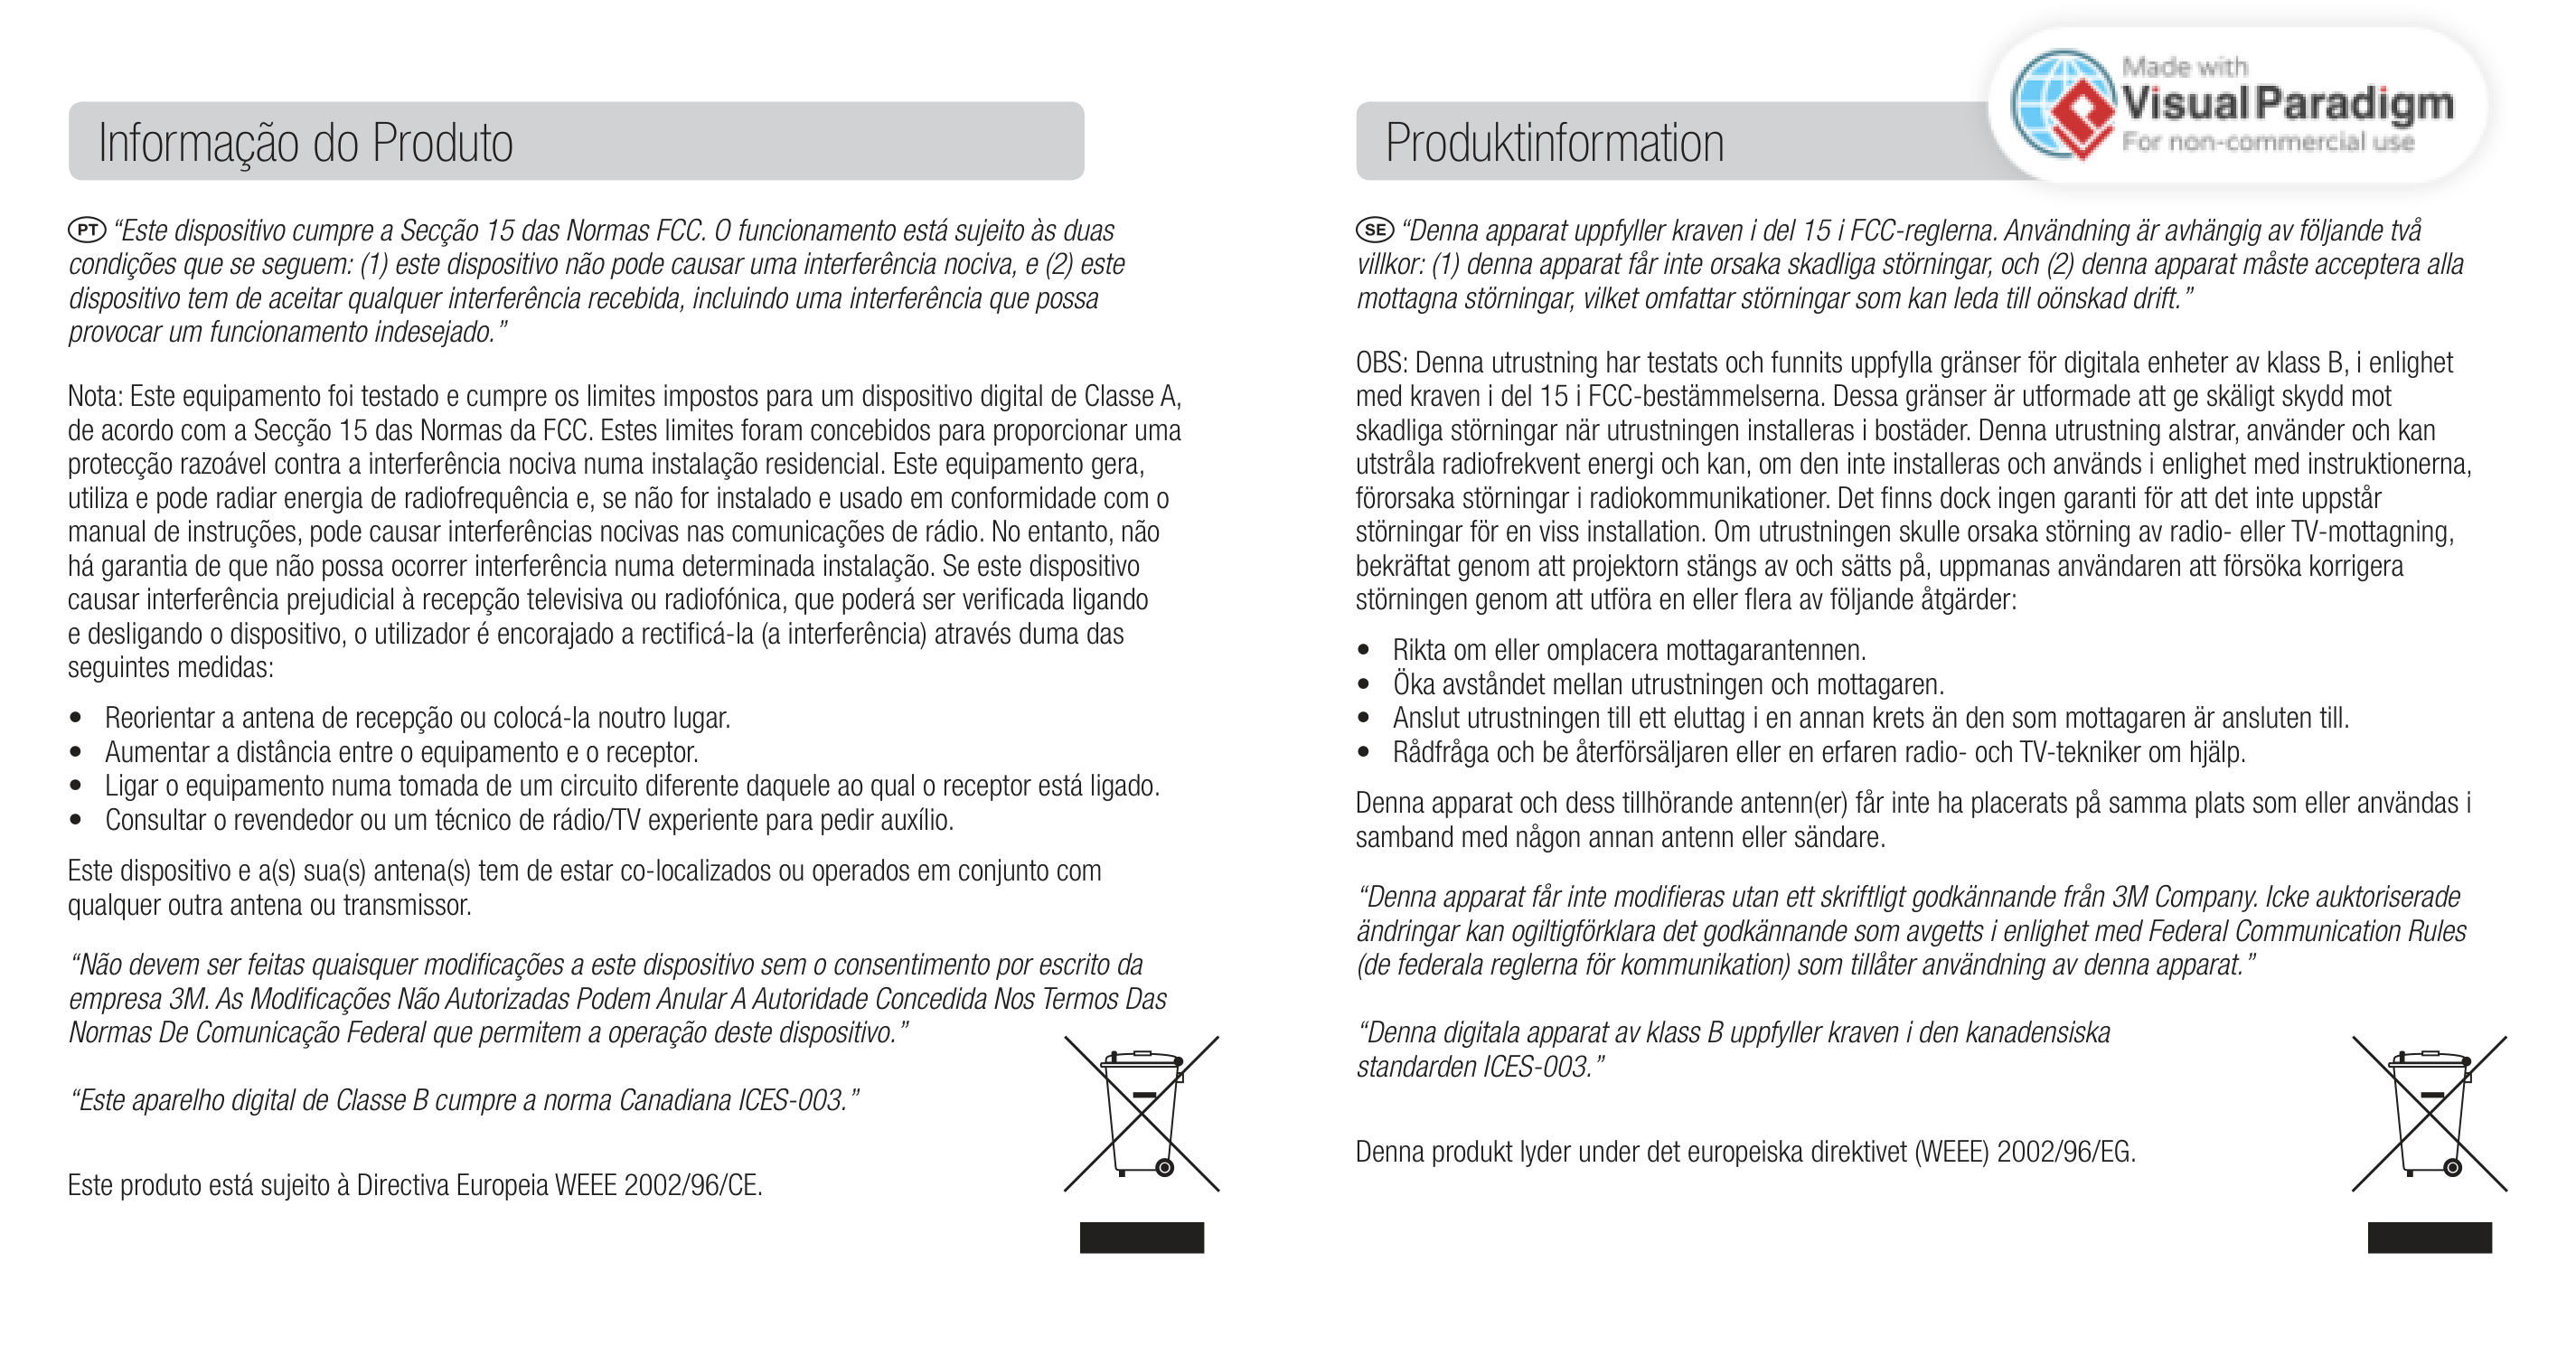 Informação do Produto
PT “Este dispositivo cumpre a Secção 15 das Normas FCC. O funcionamento está sujeito às duas
condições que se seguem: (1) este dispositivo não pode causar uma interferência nociva, e (2) este
dispositivo tem de aceitar qualquer interferência recebida, incluindo uma interferência que possa
provocar um funcionamento indesejado.”
Nota: Este equipamento foi testado e cumpre os limites impostos para um dispositivo digital de Classe A,
de acordo com a Secção 15 das Normas da FCC. Estes limites foram concebidos para proporcionar uma
protecção razoável contra a interferência nociva numa instalação residencial. Este equipamento gera,
utiliza e pode radiar energia de radiofrequência e, se não for instalado e usado em conformidade com o
manual de instruções, pode causar interferências nocivas nas comunicações de rádio. No entanto, não
há garantia de que não possa ocorrer interferência numa determinada instalação. Se este dispositivo
causar interferência prejudicial à recepção televisiva ou radiofónica, que poderá ser verificada ligando
e desligando o dispositivo, o utilizador é encorajado a rectificá-la (a interferência) através duma das
seguintes medidas:
• Reorientar a antena de recepção ou colocá-la noutro lugar.
• Aumentar a distância entre o equipamento e o receptor.
• Ligar o equipamento numa tomada de um circuito diferente daquele ao qual o receptor está ligado.
• Consultar o revendedor ou um técnico de rádio/TV experiente para pedir auxílio.
Este dispositivo e a(s) sua(s) antena(s) tem de estar co-localizados ou operados em conjunto com
qualquer outra antena ou transmissor.
“Não devem ser feitas quaisquer modificações a este dispositivo sem o consentimento por escrito da
empresa 3M. As Modificações Não Autorizadas Podem Anular A Autoridade Concedida Nos Termos Das
Normas De Comunicação Federal que permitem a operação deste dispositivo.”
“Este aparelho digital de Classe B cumpre a norma Canadiana ICES-003.”
Este produto está sujeito à Directiva Europeia WEEE 2002/96/CE.
Produktinformation
Made with
Visual Paradigm
For non-commercial use
SE “Denna apparat uppfyller kraven i del 15 i FCC-reglerna. Användning är avhängig av följande två
villkor: (1) denna apparat får inte orsaka skadliga störningar, och (2) denna apparat måste acceptera alla
mottagna störningar, vilket omfattar störningar som kan leda till oönskad drift.”
OBS: Denna utrustning har testats och funnits uppfylla gränser för digitala enheter av klass B, i enlighet
med kraven i del 15 i FCC-bestämmelserna. Dessa gränser är utformade att ge skäligt skydd mot
skadliga störningar när utrustningen installeras i bostäder. Denna utrustning alstrar, använder och kan
utstråla radiofrekvent energi och kan, om den inte installeras och används i enlighet med instruktionerna,
förorsaka störningar i radiokommunikationer. Det finns dock ingen garanti för att det inte uppstår
störningar för en viss installation. Om utrustningen skulle orsaka störning av radio- eller TV-mottagning,
bekräftat genom att projektorn stängs av och sätts på, uppmanas användaren att försöka korrigera
störningen genom att utföra en eller flera av följande åtgärder:
• Rikta om eller omplacera mottagarantennen.
• Öka avståndet mellan utrustningen och mottagaren.
• Anslut utrustningen till ett eluttag i en annan krets än den som mottagaren är ansluten till.
• Rådfråga och be återförsäljaren eller en erfaren radio- och TV-tekniker om hjälp.
Denna apparat och dess tillhörande antenn(er) får inte ha placerats på samma plats som eller användas i
samband med någon annan antenn eller sändare.
“Denna apparat får inte modifieras utan ett skriftligt godkännande från 3M Company. Icke auktoriserade
ändringar kan ogiltigförklara det godkännande som avgetts i enlighet med Federal Communication Rules
(de federala reglerna för kommunikation) som tillåter användning av denna apparat.”
“Denna digitala apparat av klass B uppfyller kraven i den kanadensiska
standarden ICES-003.”
Denna produkt lyder under det europeiska direktivet (WEEE) 2002/96/EG.